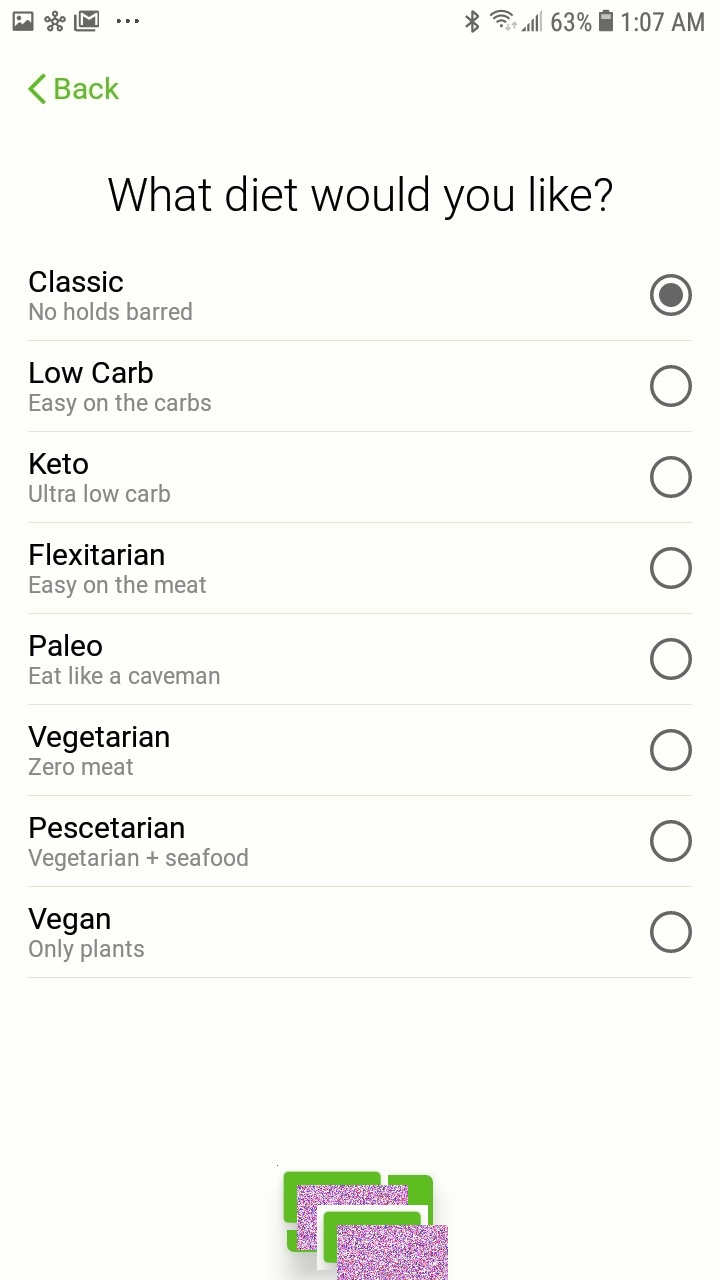 63% 1:07 AM
Back
What diet would you like?
Classic
No holds barred
Low Carb
Easy on the carbs
Keto
Ultra low carb
Flexitarian
Easy on the meat
Paleo
Eat like a caveman
Vegetarian
Zero meat
Pescetarian
Vegetarian + seafood
Vegan
Only plants